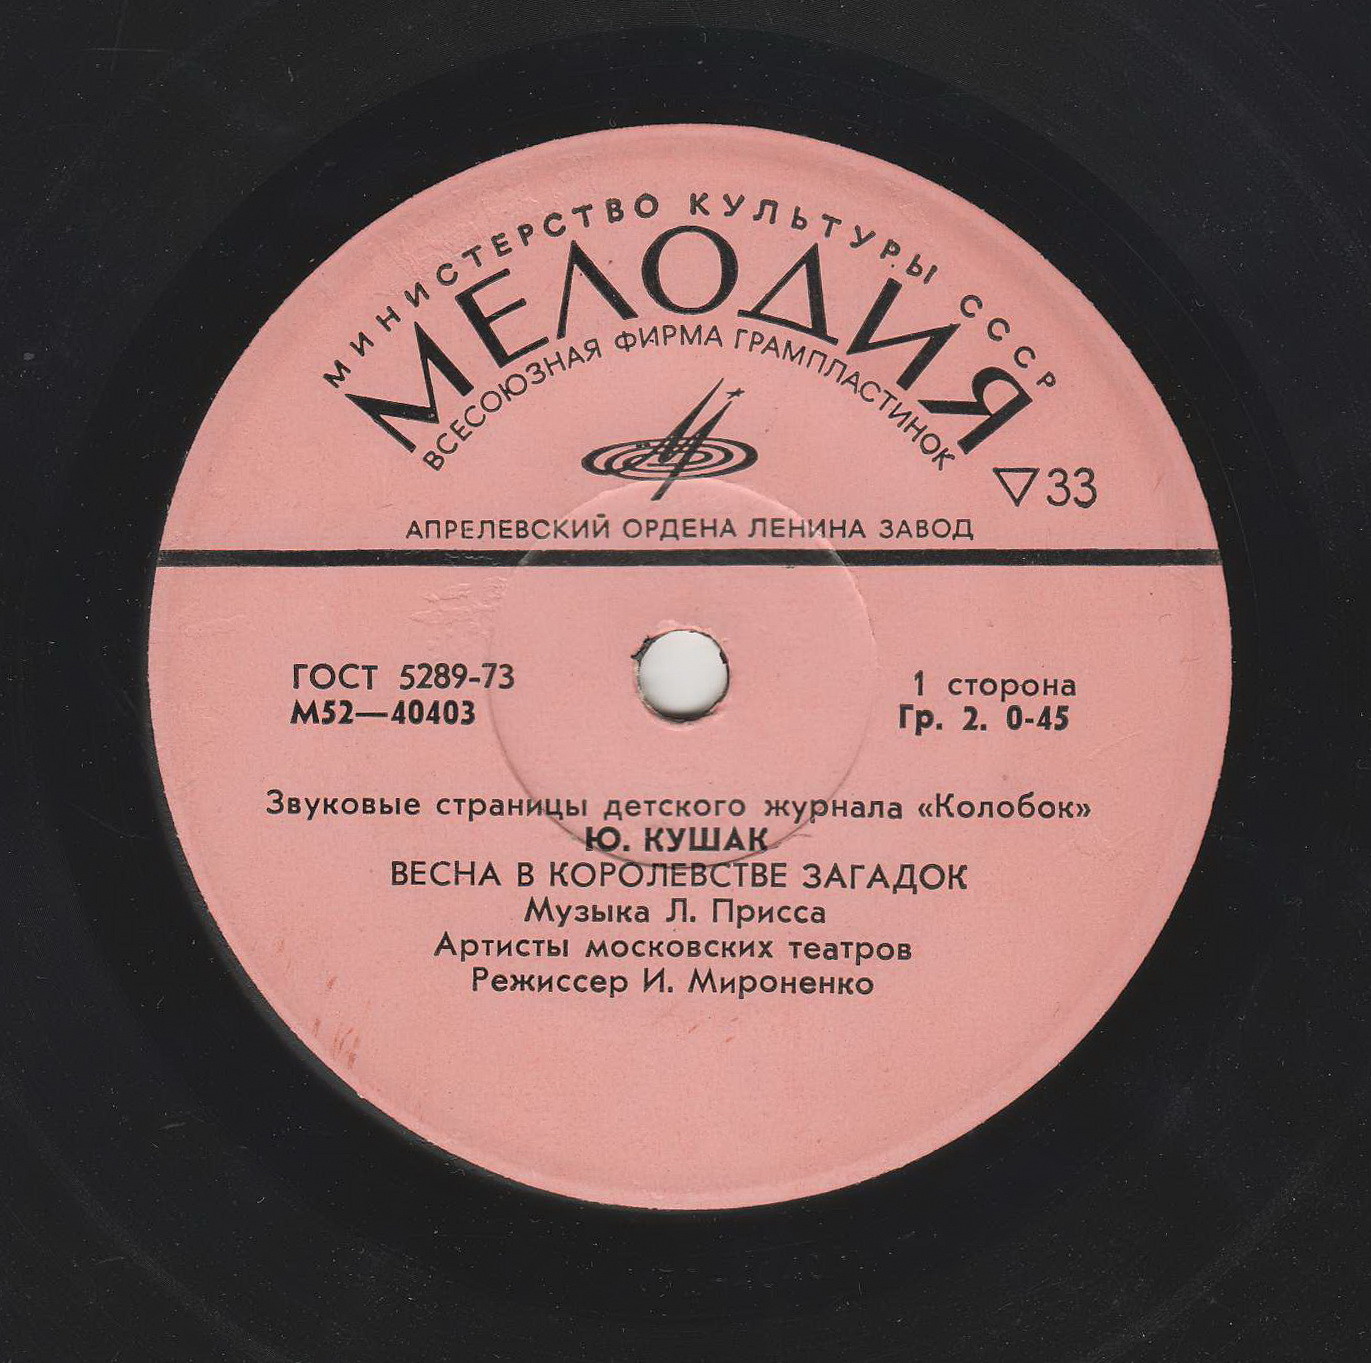 МИНИСТЕРСТВО КУЛЬТУРЫ СССР
МЕЛОДИЯ
ВСЕСОЮЗНАЯ ФИРМА ГРАМПЛАСТИНОК
33
АПРЕЛЕВСКИЙ ОРДЕНА ЛЕНИНА ЗАВОД
ГОСТ 5289-73
М52—40403
1 сторона
Гр. 2. 0-45
Звуковые страницы детского журнала «Колобок»
Ю. КУШАК
ВЕСНА В КОРОЛЕВСТВЕ ЗАГАДОК
Музыка Л. Присса
Артисты московских театров
Режиссер И. Мироненко